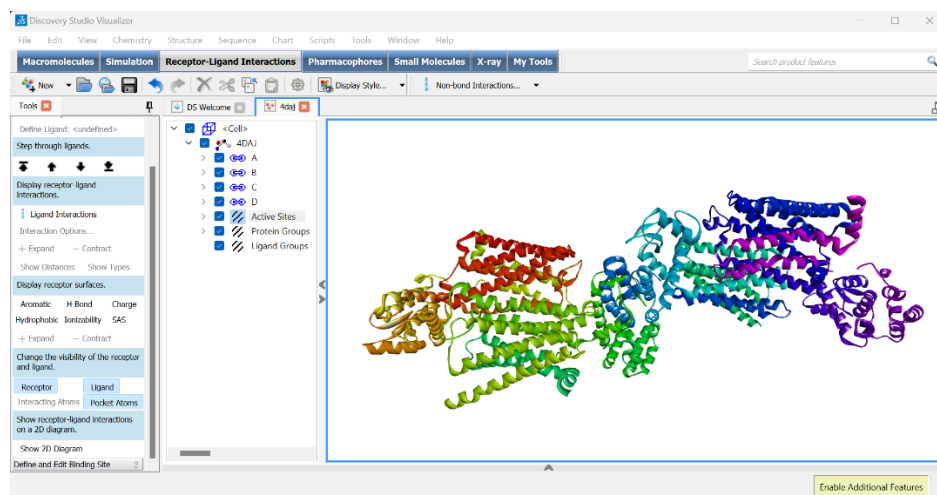 Discovery Studio Visualizer
File Edit View Chemistry Structure Sequence Chart Scripts Tools Window Help
Macromolecules Simulation Receptor-Ligand Interactions Pharmacophores Small Molecules X-ray My Tools
Search product features
New Display Style... Non-bond Interactions...
Tools DS Welcome 4daj
Define Ligand: <undefined>
Step through ligands.
Display receptor-ligand
interactions.
Ligand Interactions
Interaction Options...
+ Expand − Contract
Show Distances Show Types
Display receptor surfaces.
Aromatic H-Bond Charge
Hydrophobic Ionizability SAS
+ Expand − Contract
Change the visibility of the receptor
and ligand.
Receptor Ligand
Interacting Atoms Pocket Atoms
Show receptor-ligand interactions
on a 2D diagram.
Show 2D Diagram
Define and Edit Binding Site ?
<Cell>
4DAJ
A
B
C
D
Active Sites
Protein Groups
Ligand Groups
Enable Additional Features